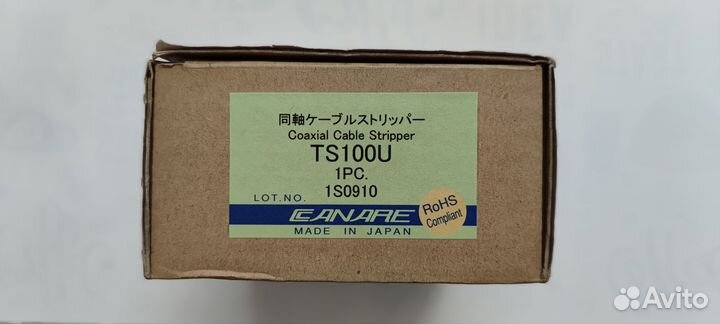 同軸ケーブルストリッパー
Coaxial Cable Stripper
TS100U
1PC.
1S0910
LOT.NO.
CANARE
RoHS
Compliant
MADE IN JAPAN
Avito